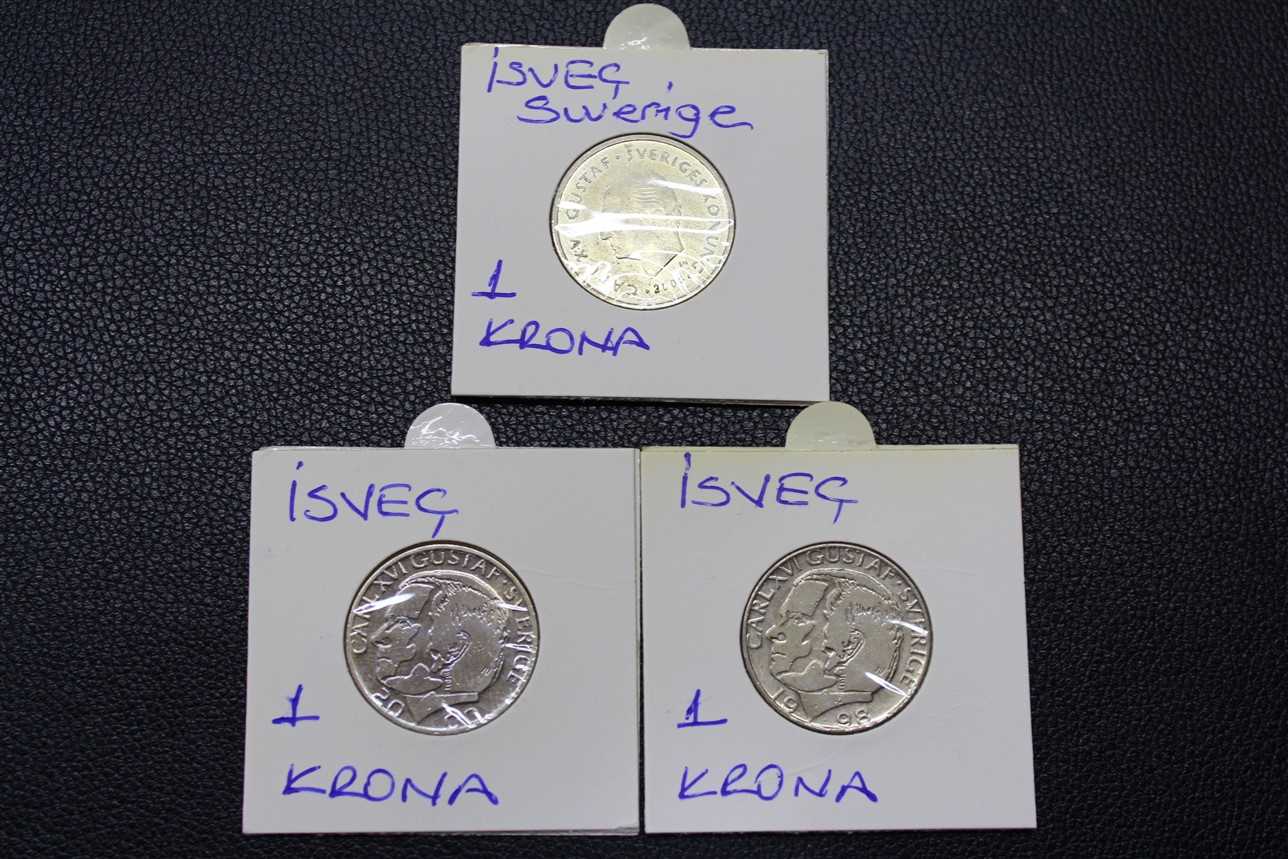 İSVEÇ
Swerige
GUSTAF · SVERIGES KONUNG
1
KRONA
İSVEÇ
CARL XVI GUSTAF · SVERIGE
1
KRONA
İSVEÇ
CARL XVI GUSTAF · SVERIGE
1998
1
KRONA